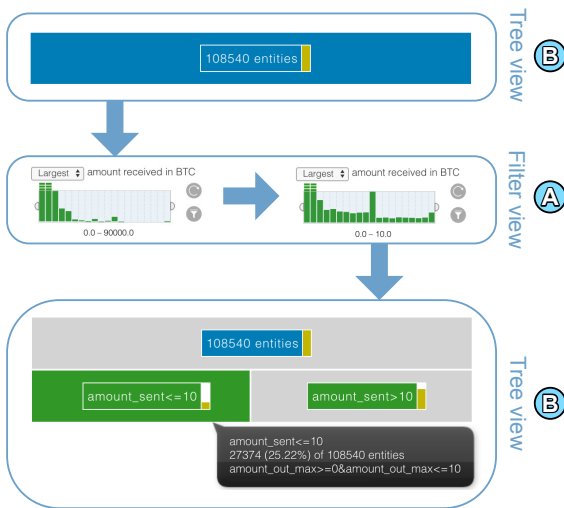 108540 entities
Tree view
B
Largest amount received in BTC
0.0 – 90000.0
Largest amount received in BTC
0.0 – 10.0
Filter view
A
108540 entities
amount_sent<=10
amount_sent>10
amount_sent<=10
27374 (25.22%) of 108540 entities
amount_out_max>=0&amount_out_max<=10
Tree view
B